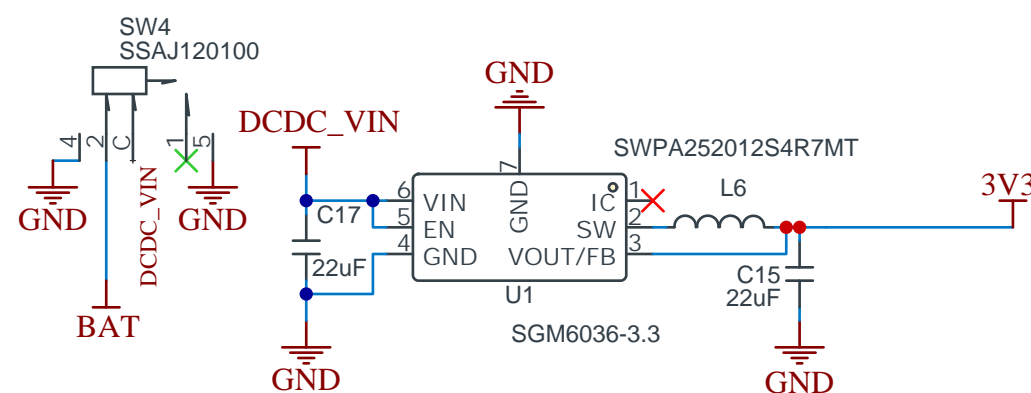 SW4
SSAJ120100
4
2
C
1
5
GND
DCDC_VIN
GND
BAT
DCDC_VIN
C17
22uF
GND
GND
7
GND
6
VIN
5
EN
4
GND
IC
1
SW
2
VOUT/FB
3
U1
SGM6036-3.3
SWPA252012S4R7MT
L6
3V3
C15
22uF
GND